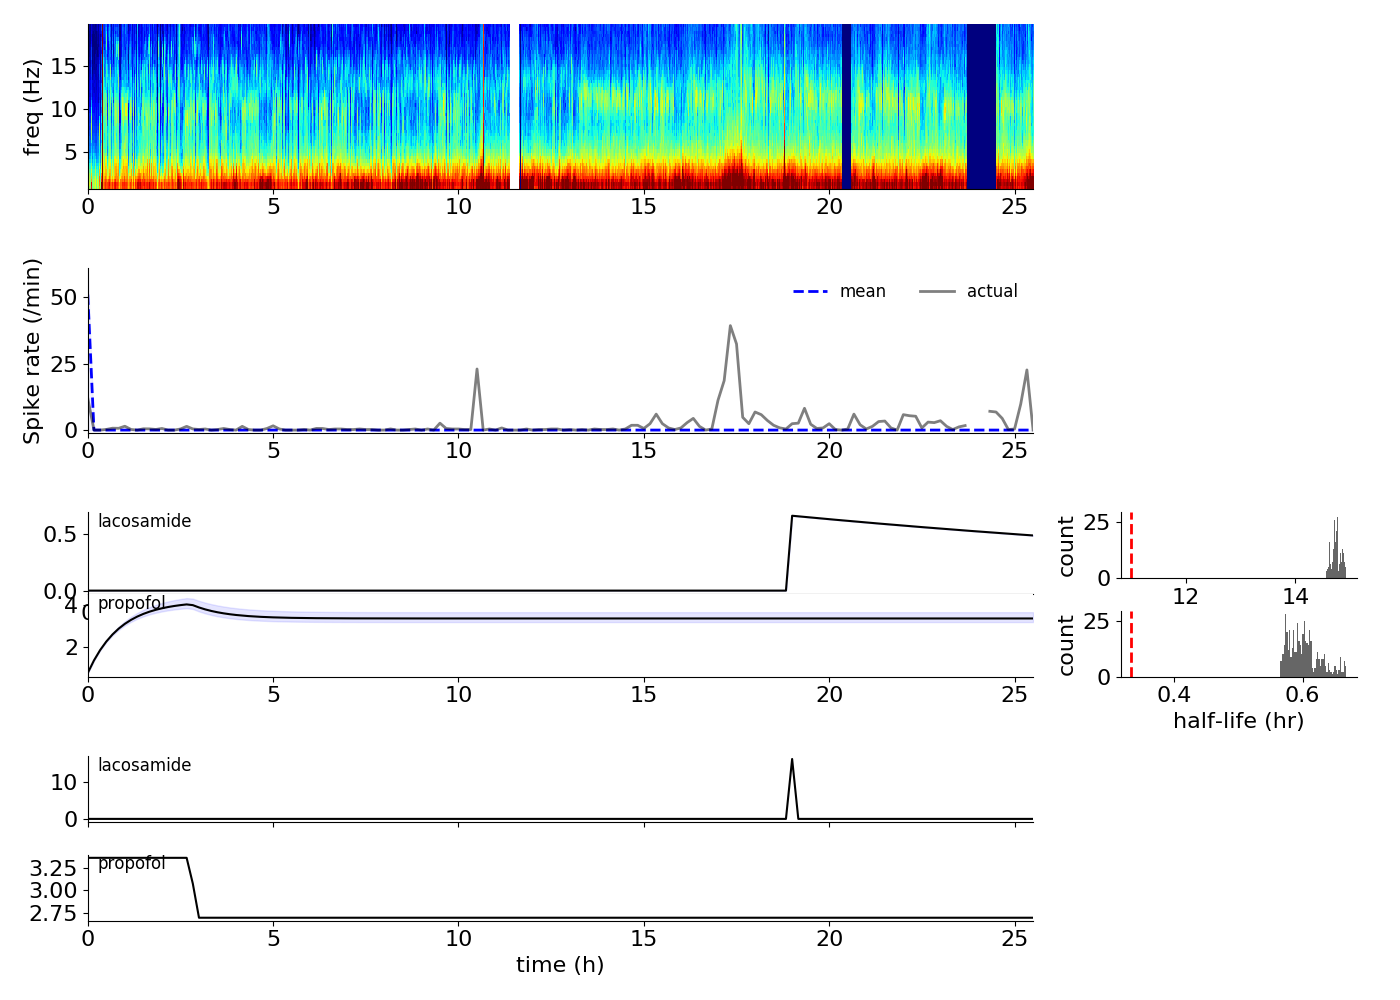 freq (Hz)
15
10
5
0 5 10 15 20 25
Spike rate (/min)
50
25
0
mean actual
0 5 10 15 20 25
lacosamide
0.5
0.0
count
25
0
12 14
propofol
4
2
0 5 10 15 20 25
count
25
0
0.4 0.6
half-life (hr)
lacosamide
10
0
propofol
3.25
3.00
2.75
0 5 10 15 20 25
time (h)